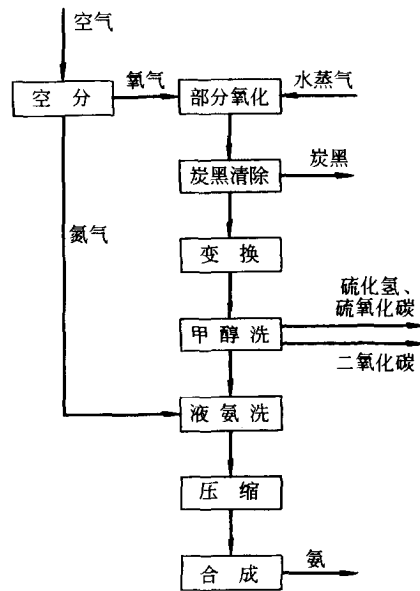 空气
空 分
氧气
部分氧化
水蒸气
炭黑清除
炭黑
氮气
变 换
硫化氢、
硫氧化碳
甲 醇 洗
二氧化碳
液 氨 洗
压 缩
合 成
氨